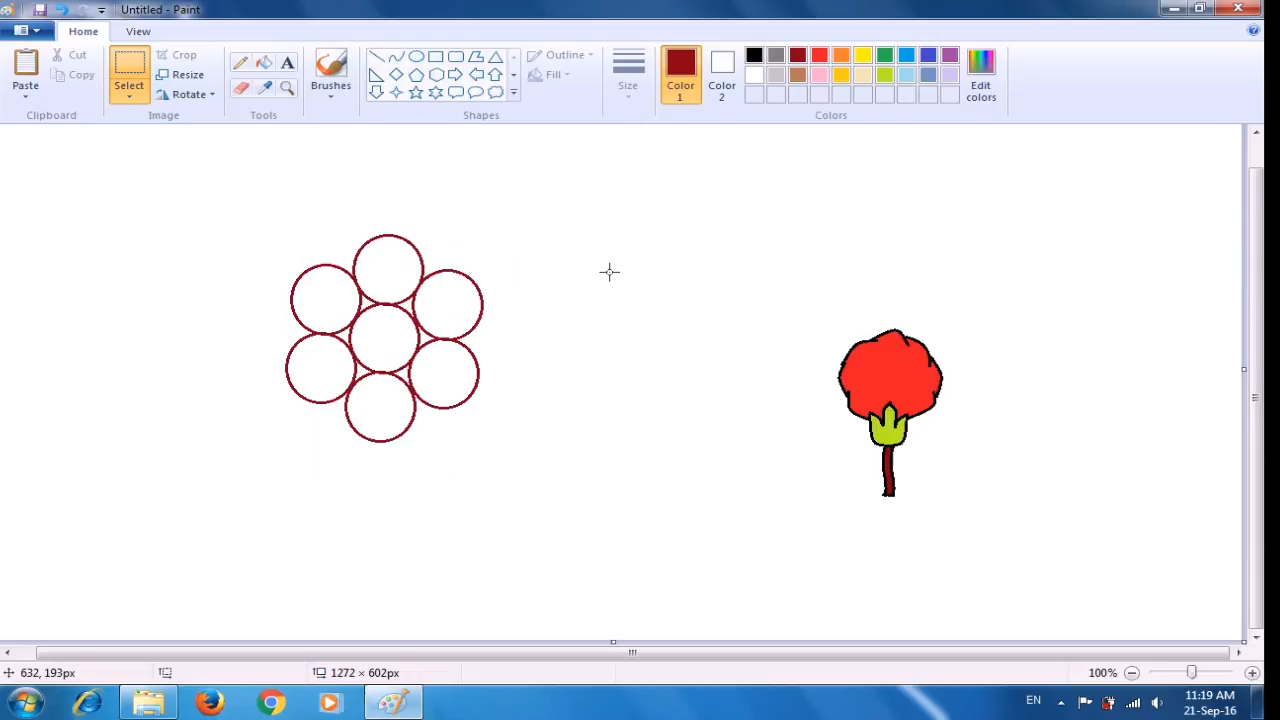 Untitled - Paint
Home View
Paste
Cut
Copy
Clipboard
Select
Crop
Resize
Rotate
Image
A
Tools
Brushes
Shapes
Outline
Fill
Size
Color 1
Color 2
Edit colors
Colors
632, 193px
1272 × 602px
100%
EN
11:19 AM
21-Sep-16